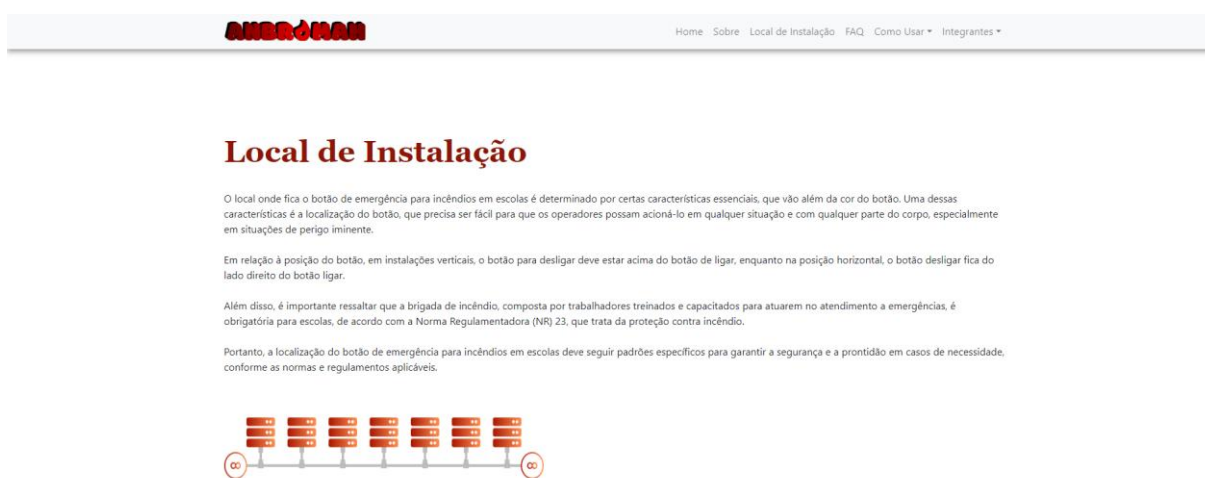 AMBRÓMAN
Home Sobre Local de Instalação FAQ Como Usar Integrantes
Local de Instalação
O local onde fica o botão de emergência para incêndios em escolas é determinado por certas características essenciais, que vão além da cor do botão. Uma dessas
características é a localização do botão, que precisa ser fácil para que os operadores possam acioná-lo em qualquer situação e com qualquer parte do corpo, especialmente
em situações de perigo iminente.
Em relação à posição do botão, em instalações verticais, o botão para desligar deve estar acima do botão de ligar, enquanto na posição horizontal, o botão desligar fica do
lado direito do botão ligar.
Além disso, é importante ressaltar que a brigada de incêndio, composta por trabalhadores treinados e capacitados para atuarem no atendimento a emergências, é
obrigatória para escolas, de acordo com a Norma Regulamentadora (NR) 23, que trata da proteção contra incêndio.
Portanto, a localização do botão de emergência para incêndios em escolas deve seguir padrões específicos para garantir a segurança e a prontidão em casos de necessidade,
conforme as normas e regulamentos aplicáveis.